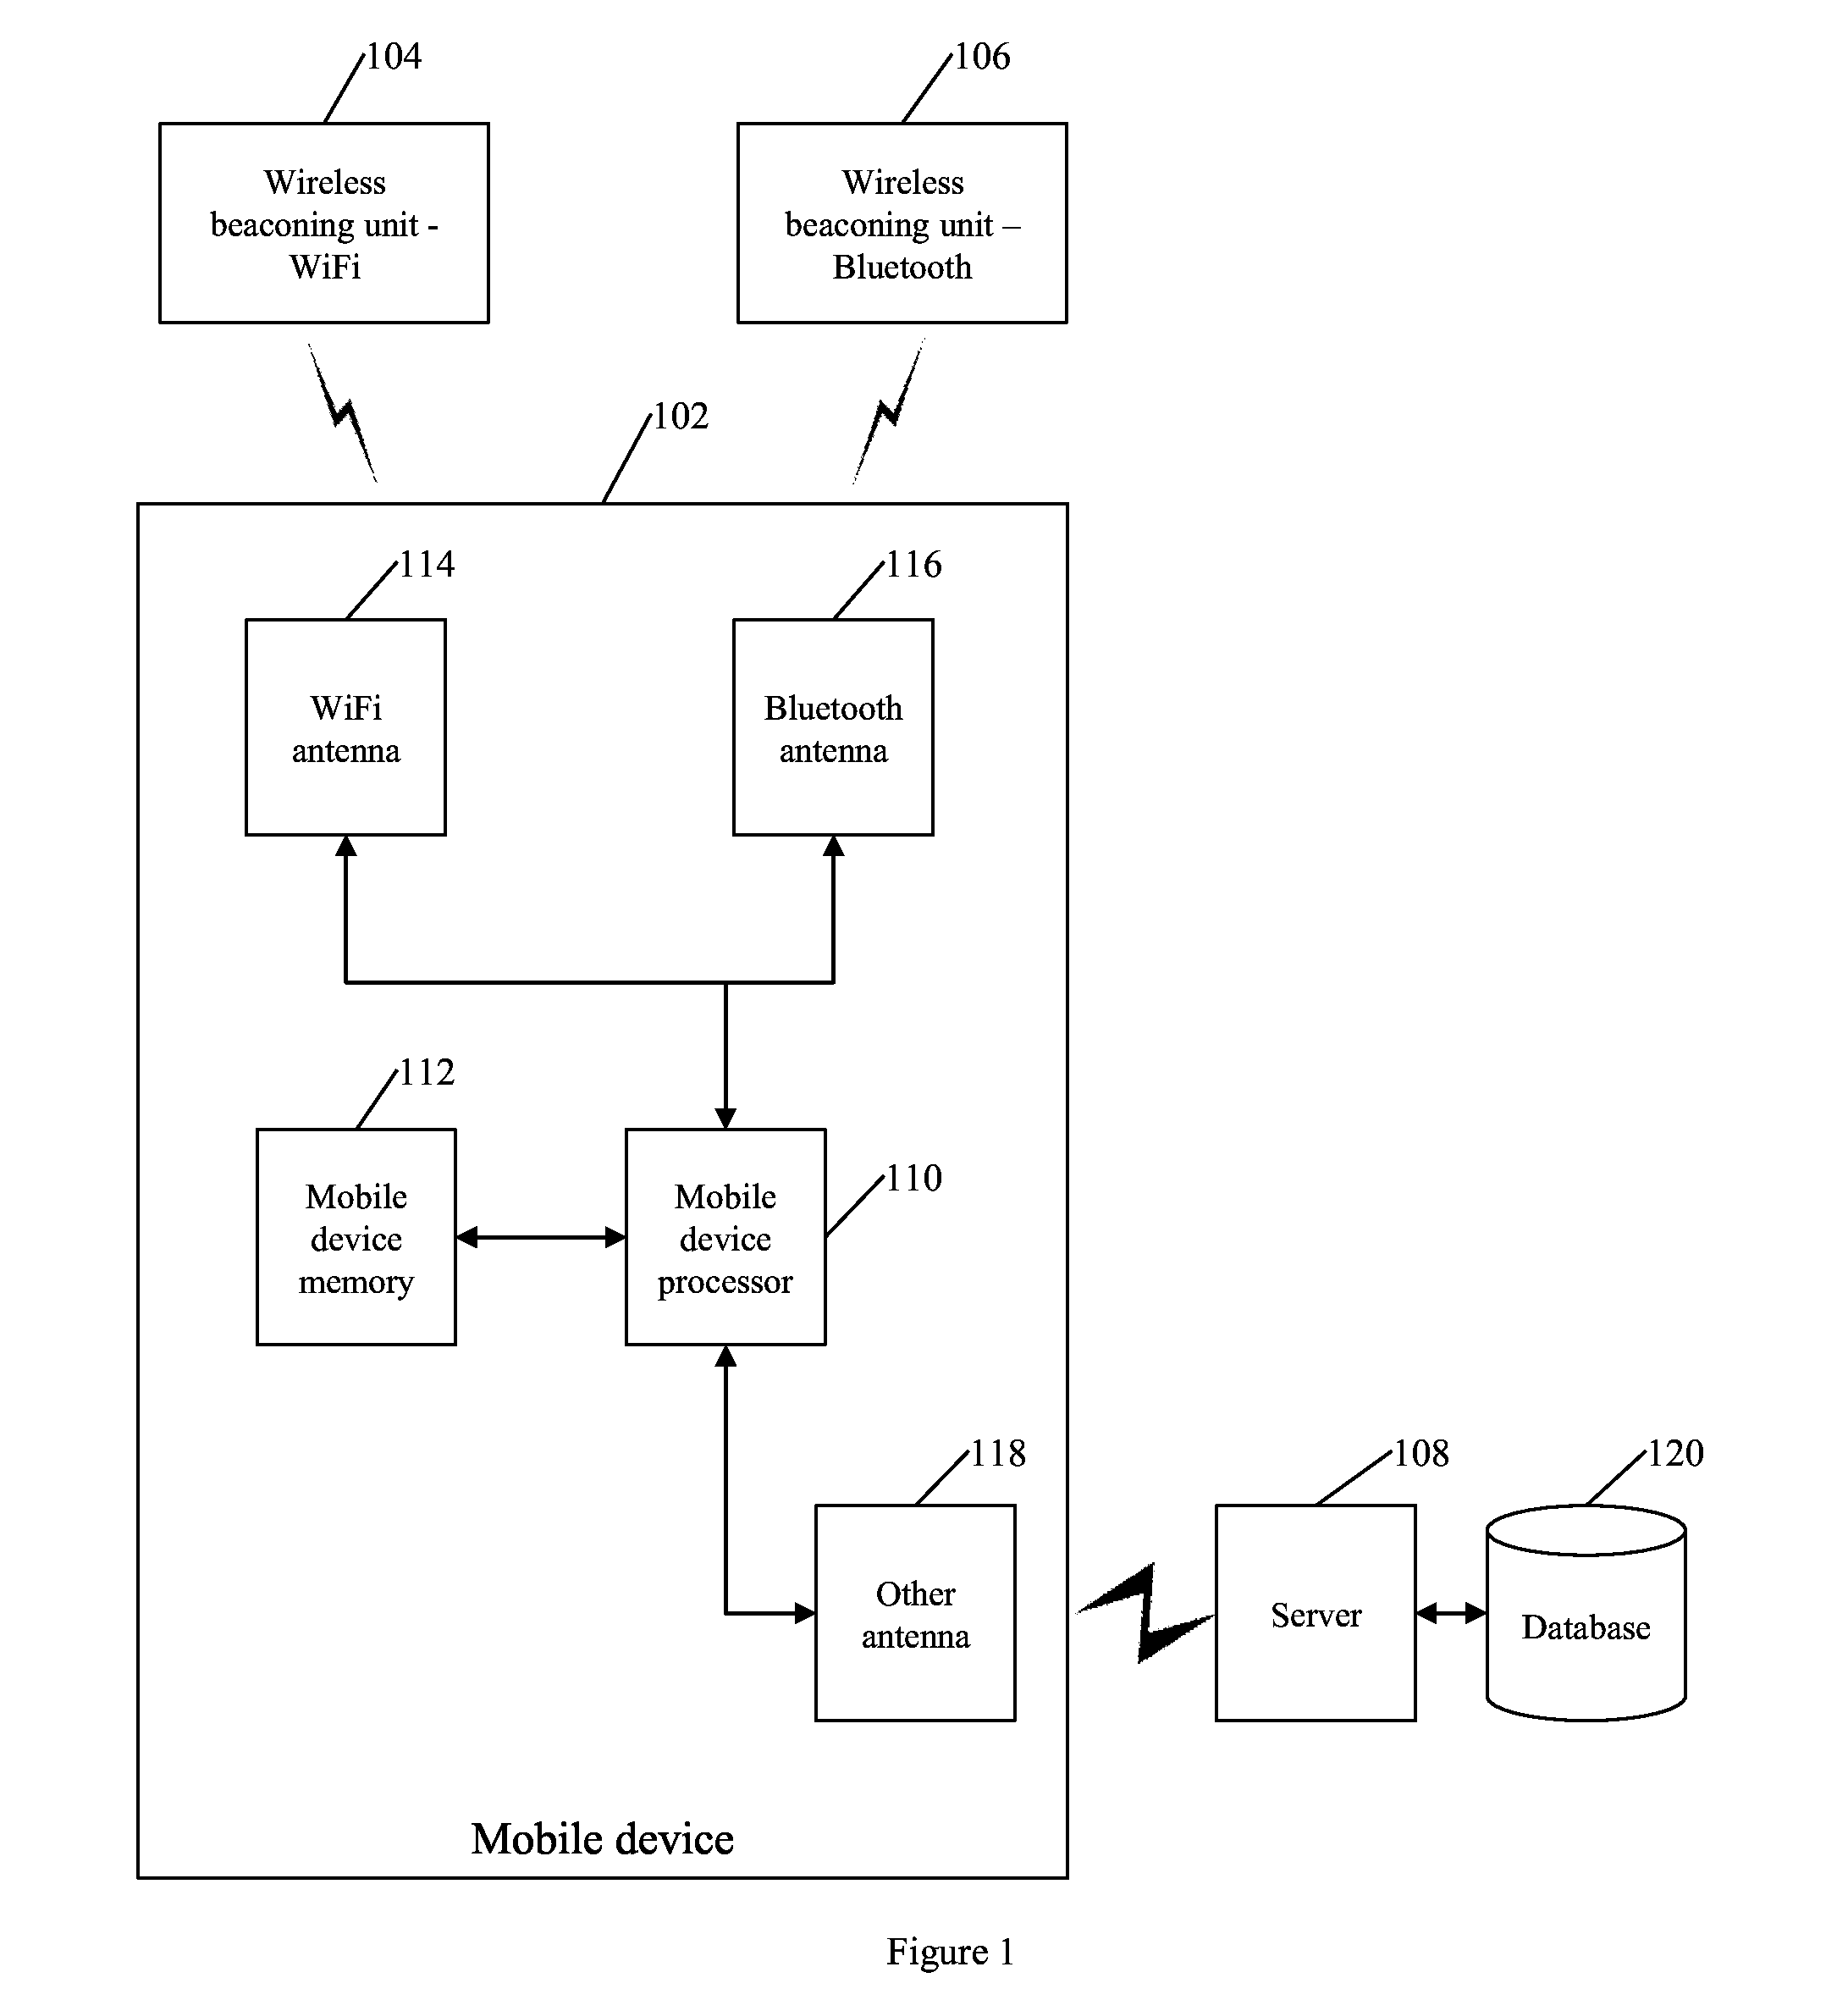 104
106
Wireless
beaconing unit -
WiFi
Wireless
beaconing unit –
Bluetooth
102
114
116
WiFi
antenna
Bluetooth
antenna
112
110
Mobile
device
memory
Mobile
device
processor
118
108
120
Other
antenna
Server
Database
Mobile device
Figure 1